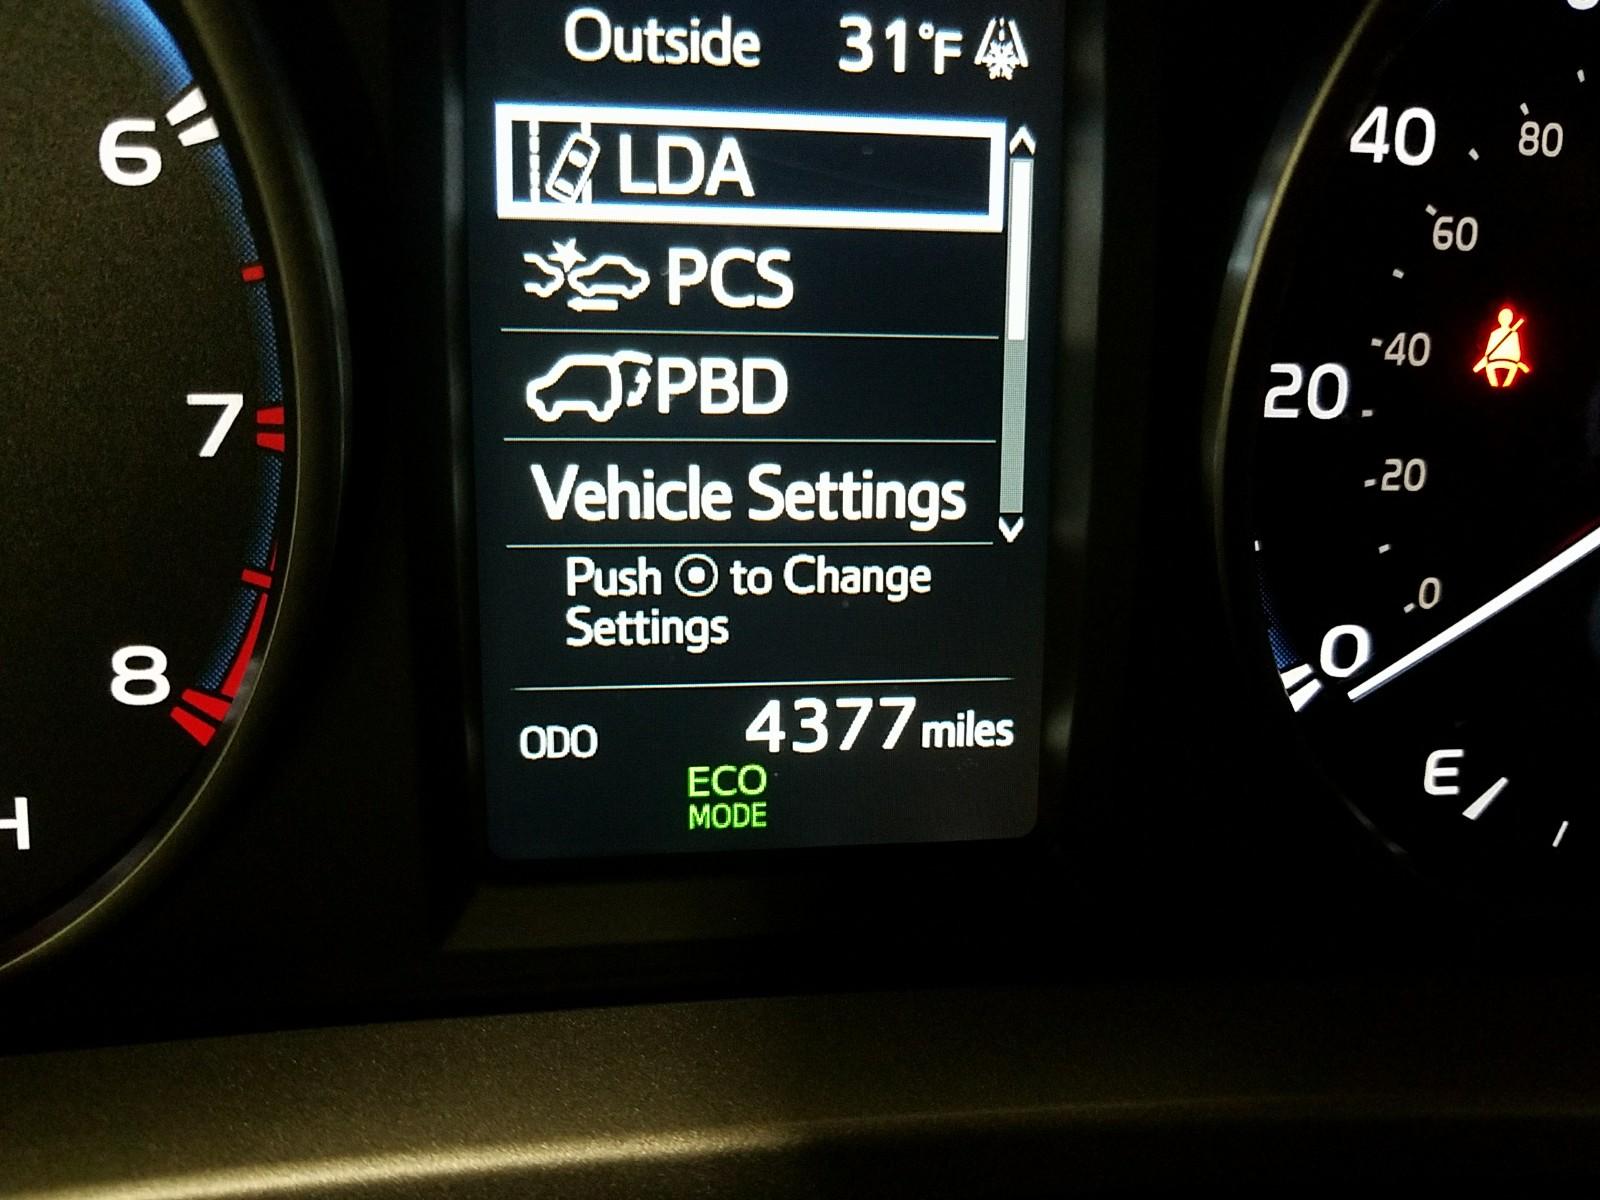 Outside 31°F
LDA
PCS
PBD
Vehicle Settings
Push to Change
Settings
ODO 4377 miles
ECO
MODE
6
7
8
H
40
20
0
80
60
40
20
0
E